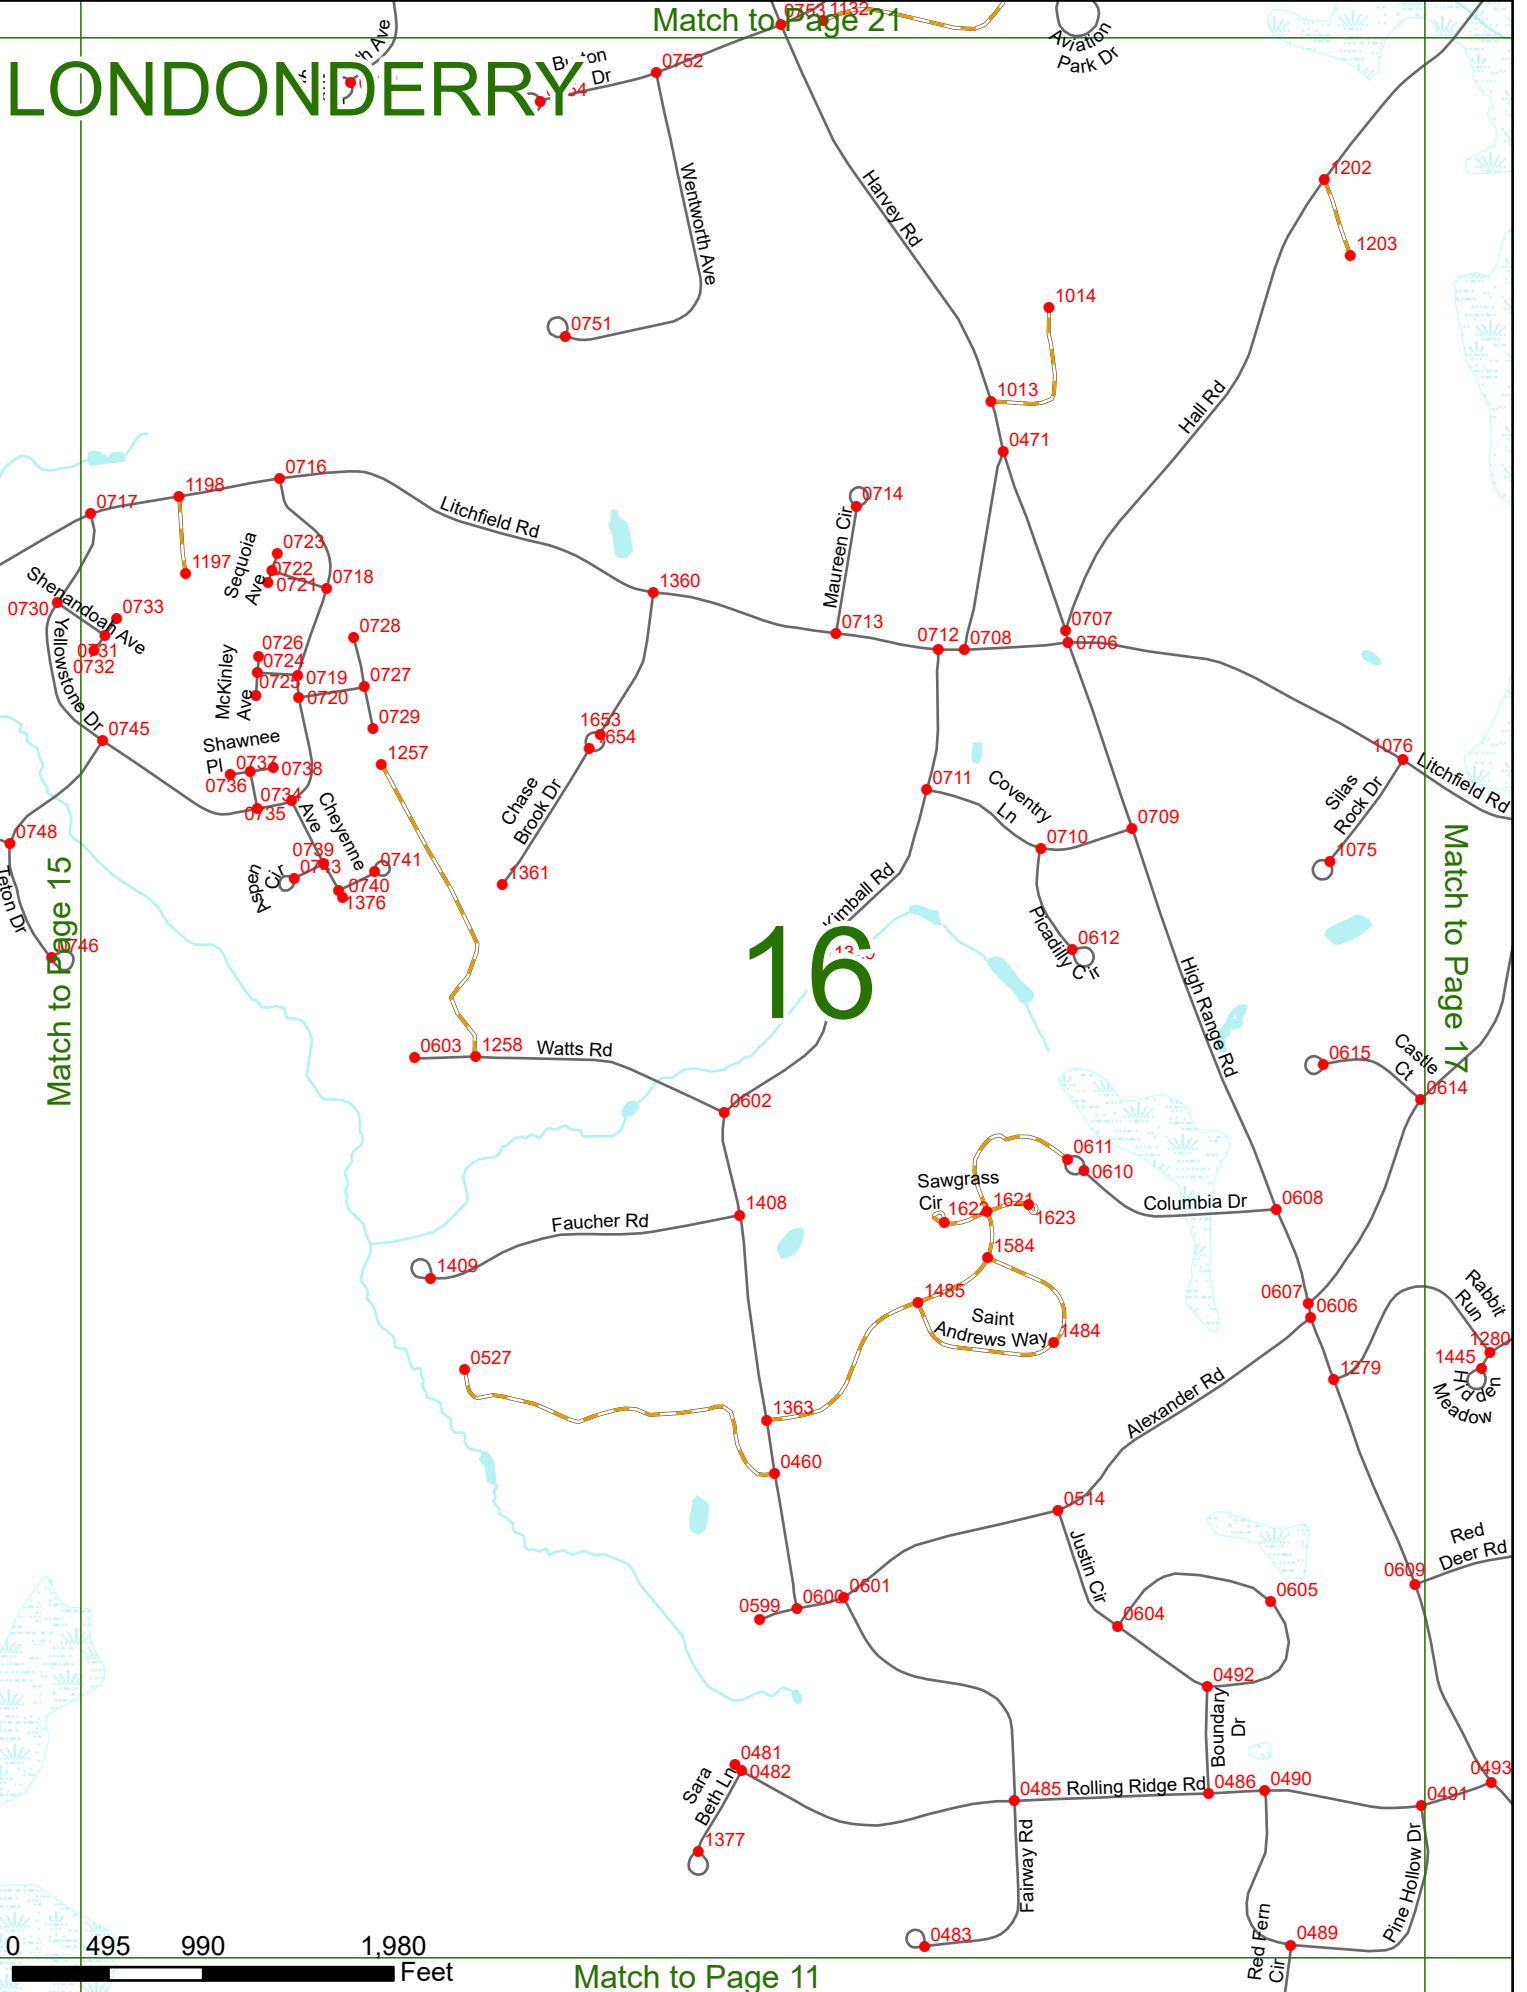 0753
1132
Match to Page 21
Aviation
Park Dr
LONDONDERRY
Dr
0752
1202
1203
Wentworth Ave
Harvey Rd
1014
0751
1013
Hall Rd
0471
0716
1198
0717
Litchfield Rd
0714
Maureen Cir
0723
0722
0721
Sequoia
Ave
0718
1197
Shenandoah Ave
0730
0733
0731
0732
1360
0713
0712
0708
0707
0706
0728
0726
0724
0725
McKinley
Ave
0719
0720
0727
0729
Yellowstone Dr
0745
1653
1654
1257
Shawnee
Pl
0737
0738
0736
0734
0735
1076
Litchfield Rd
0711
Coventry
Ln
0710
0709
Silas
Rock Dr
1075
Chase
Brook Dr
1361
Cheyenne
Ave
0739
0743
0741
0740
1376
Aspen
Cir
0748
Teton Dr
0746
Match to Page 15
Kimball Rd
16
Picadilly Cir
0612
High Range Rd
Match to Page 17
0603
1258
Watts Rd
0615
Castle
Ct
0614
0602
0611
0610
Sawgrass
Cir
1622
1621
1623
Columbia Dr
0608
1408
Faucher Rd
1409
1584
1485
Saint
Andrews Way
1484
0607
0606
Rabbit
Run
1280
1445
Hidden
Meadow
1279
0527
1363
0460
Alexander Rd
0514
Justin Cir
Red
Deer Rd
0609
0599
0600
0601
0604
0605
0492
Boundary
Dr
0481
0482
Sara
Beth Ln
1377
0485
Rolling Ridge Rd
0486
0490
0491
0493
Fairway Rd
0483
Pine Hollow Dr
Red Fern
Cir
0489
0
495
990
1,980
Feet
Match to Page 11